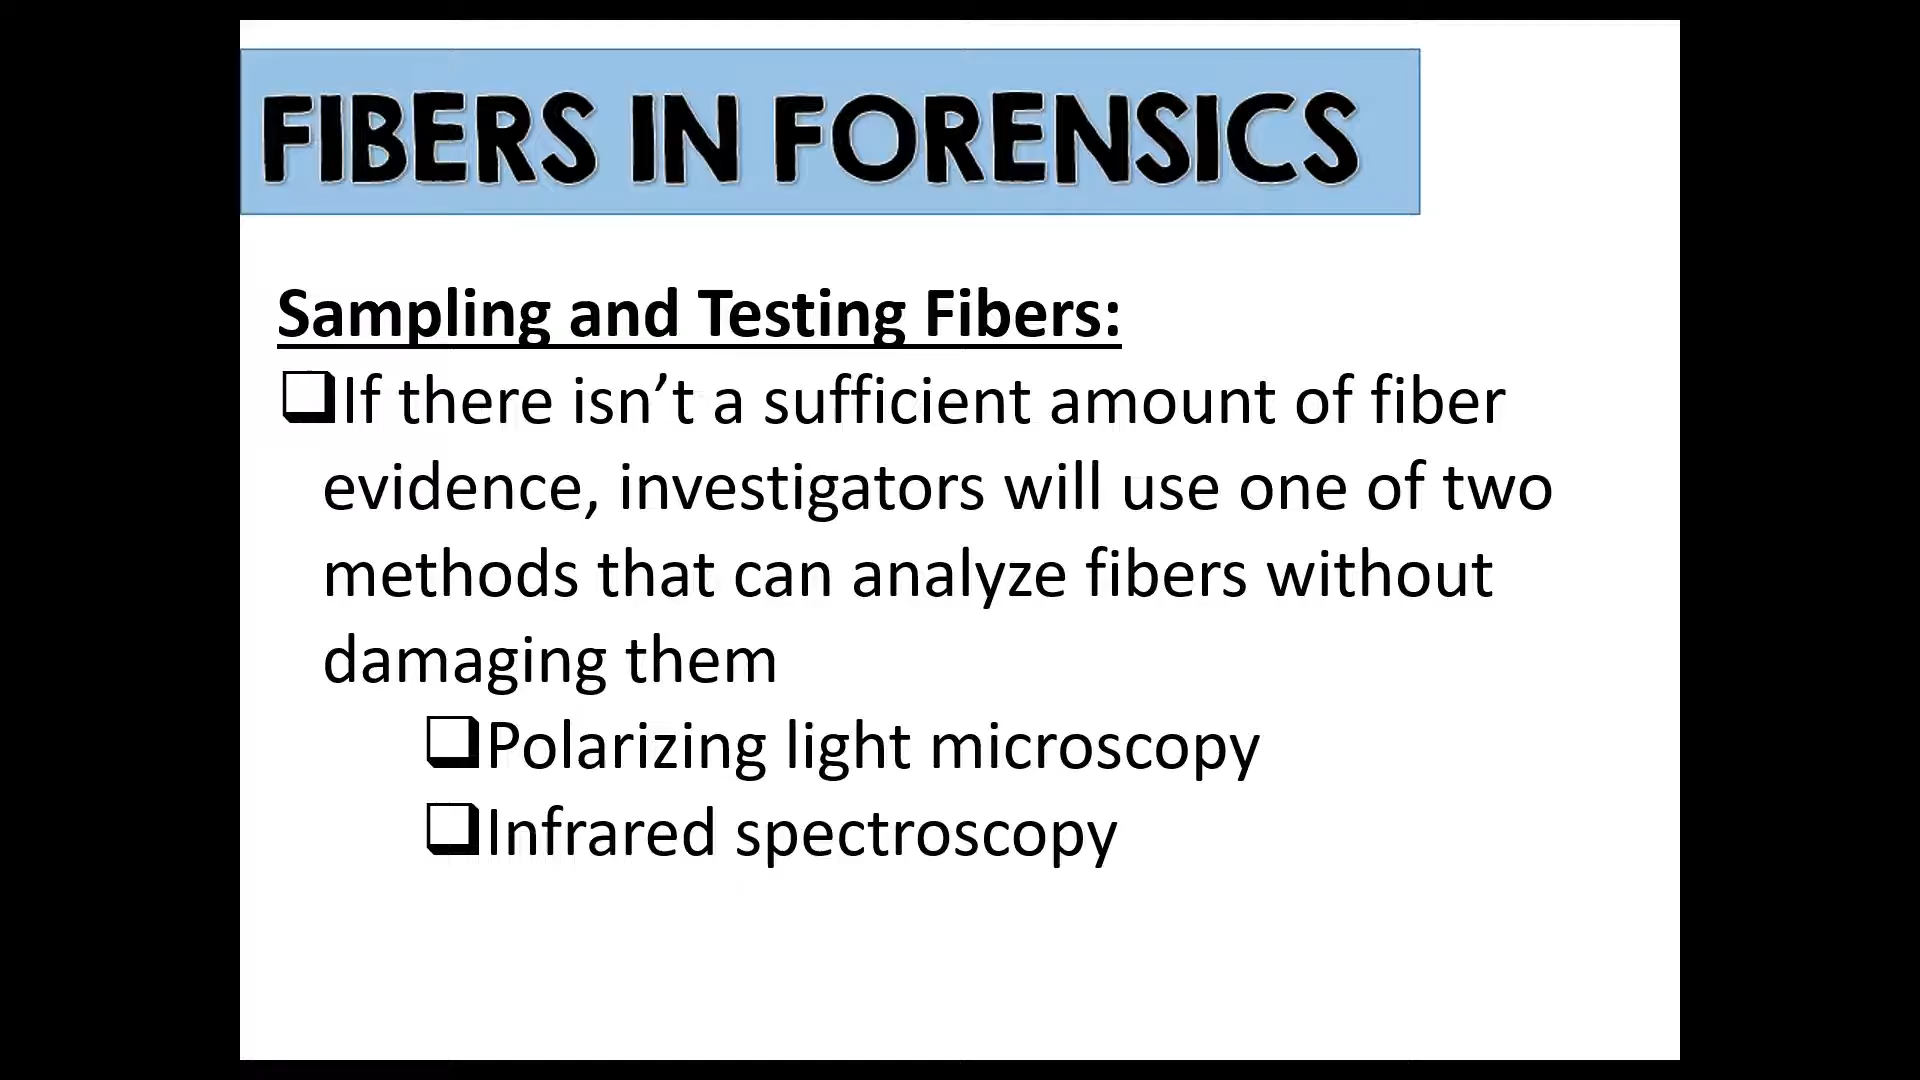 FIBERS IN FORENSICS
Sampling and Testing Fibers:
❑If there isn’t a sufficient amount of fiber
evidence, investigators will use one of two
methods that can analyze fibers without
damaging them
❑Polarizing light microscopy
❑Infrared spectroscopy